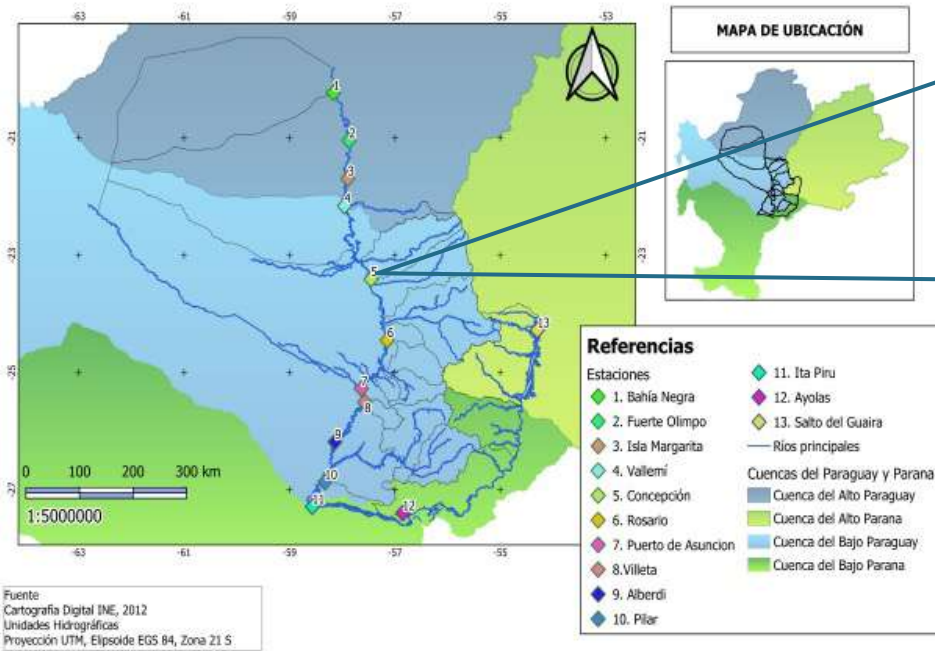 -63
-61
-59
-57
-55
-53
MAPA DE UBICACIÓN
1
-21
2
-21
3
4
-23
5
-23
6
13
-25
7
-25
8
9
10
-27
11
12
-27
0 100 200 300 km
1:5000000
-63
-61
-59
-57
-55
-53
Referencias
Estaciones
1. Bahía Negra
2. Fuerte Olimpo
3. Isla Margarita
4. Vallemí
5. Concepción
6. Rosario
7. Puerto de Asuncion
8.Villeta
9. Alberdi
10. Pilar
11. Ita Piru
12. Ayolas
13. Salto del Guaira
Ríos principales
Cuencas del Paraguay y Parana
Cuenca del Alto Paraguay
Cuenca del Alto Parana
Cuenca del Bajo Paraguay
Cuenca del Bajo Parana
Fuente
Cartografía Digital INE, 2012
Unidades Hidrográficas
Proyección UTM, Elipsoide EGS 84, Zona 21 S